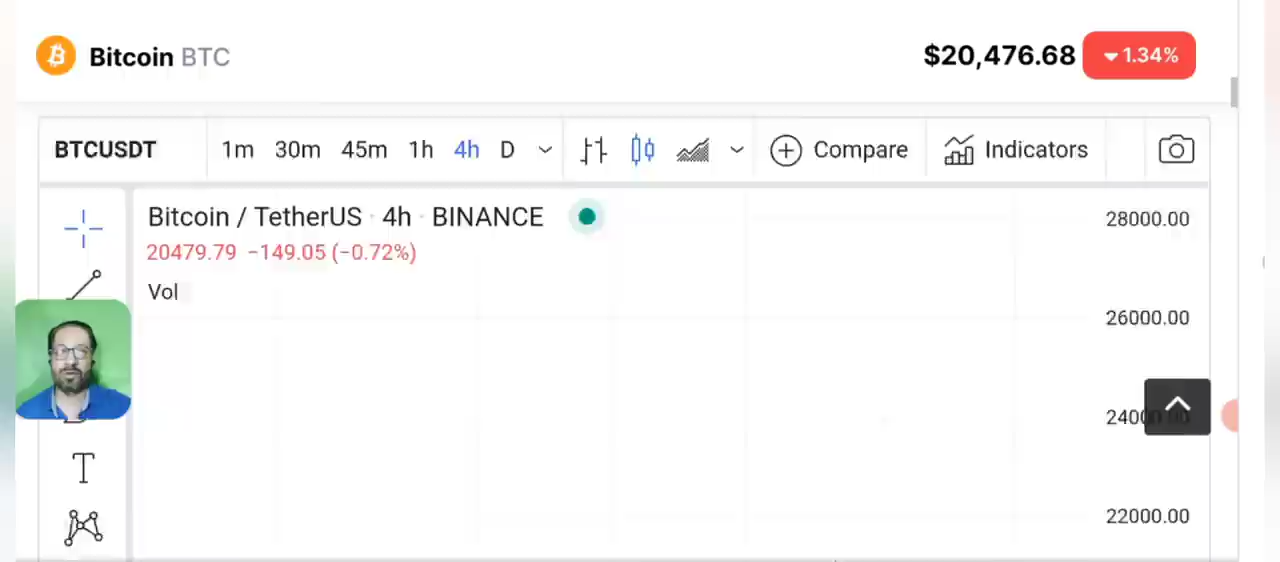 Bitcoin BTC
$20,476.68
1.34%
BTCUSDT 1m 30m 45m 1h 4h D Compare Indicators
Bitcoin / TetherUS · 4h · BINANCE
20479.79 −149.05 (−0.72%)
Vol
28000.00
26000.00
22000.00